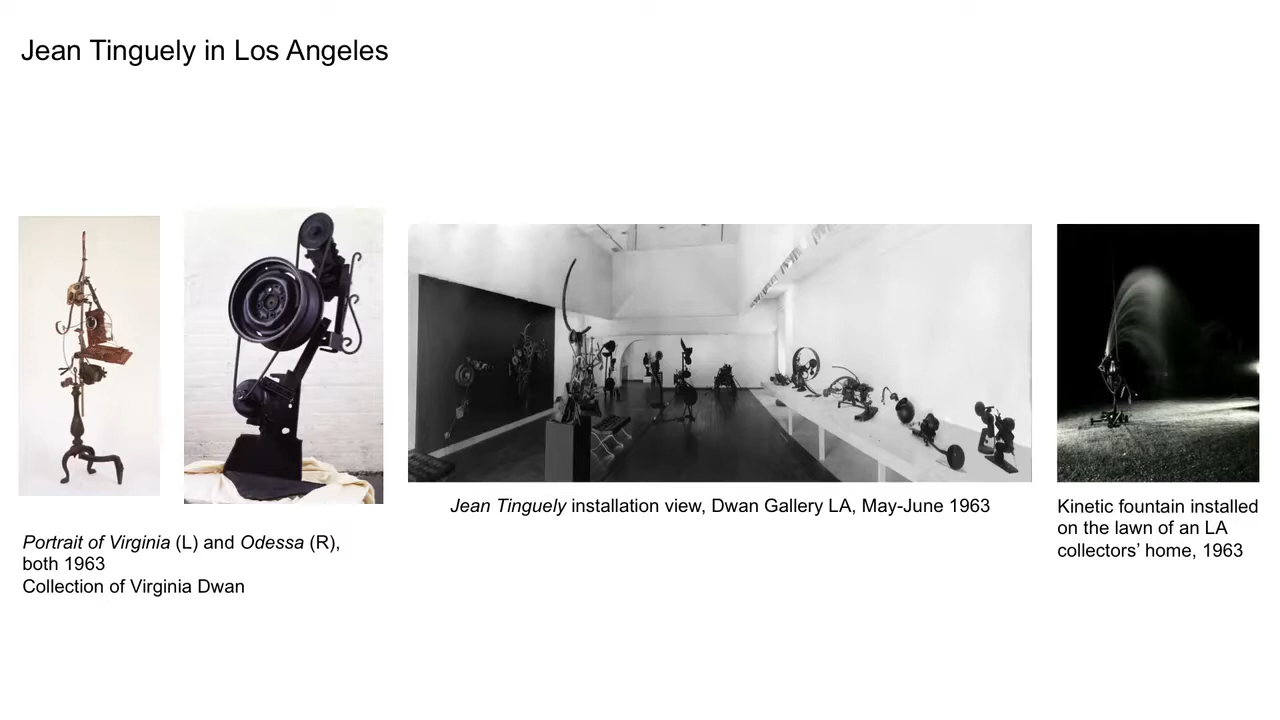 Jean Tinguely in Los Angeles
Jean Tinguely installation view, Dwan Gallery LA, May-June 1963
Kinetic fountain installed
on the lawn of an LA
collectors’ home, 1963
Portrait of Virginia (L) and Odessa (R),
both 1963
Collection of Virginia Dwan